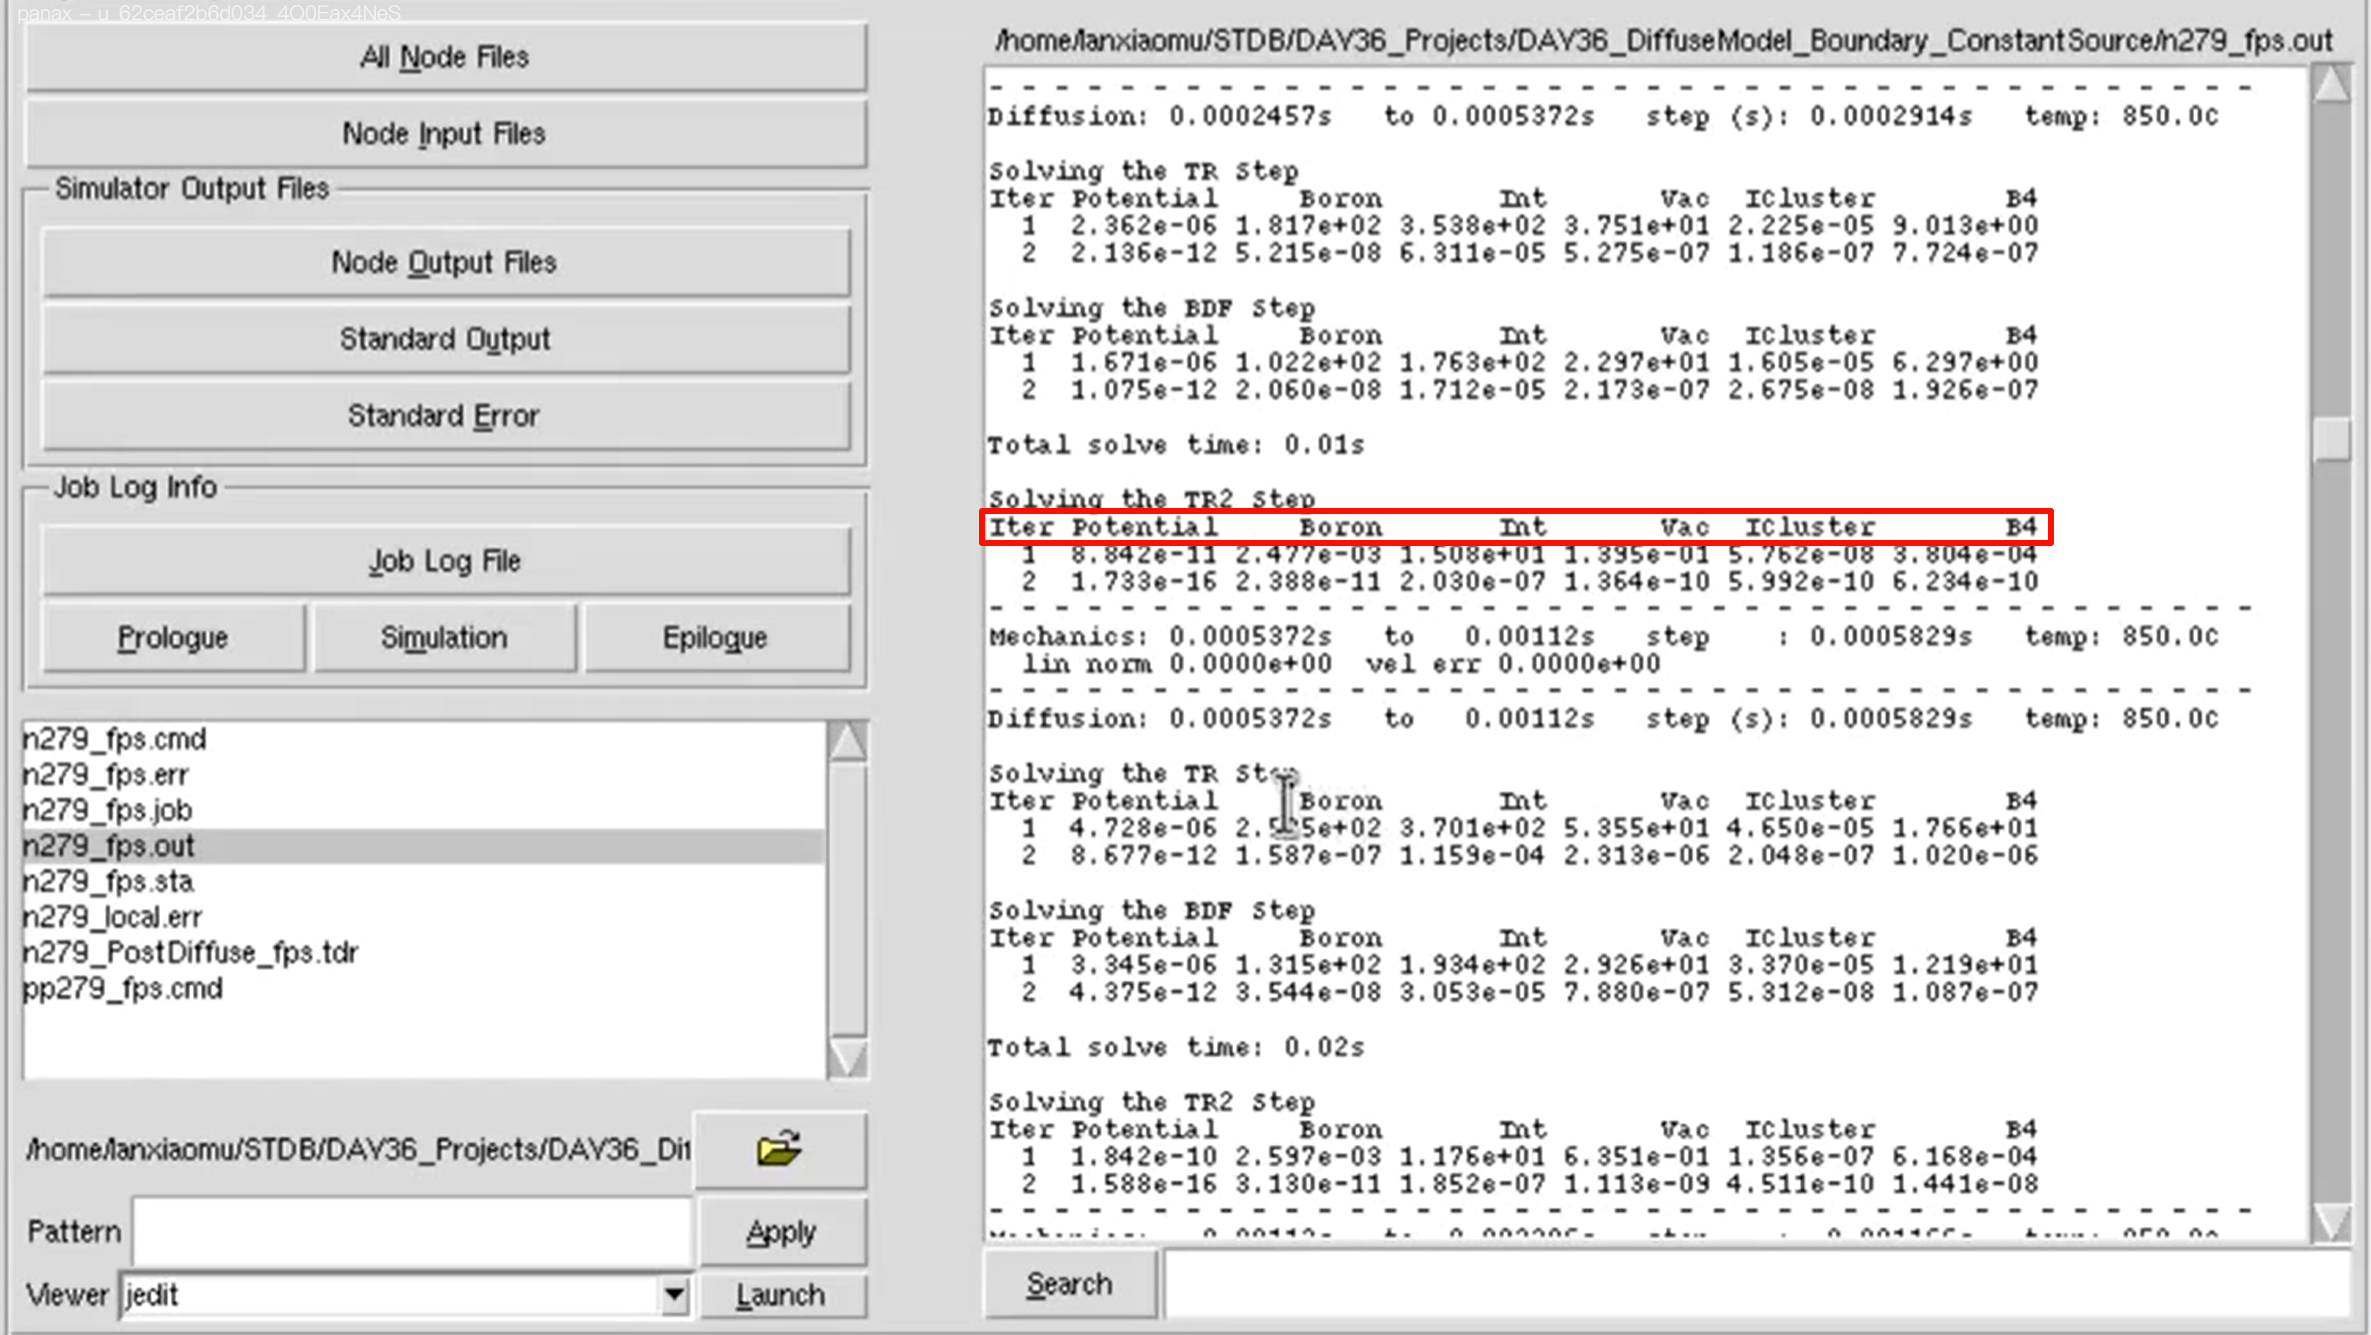 panax – u_62ceaf2b6d034_4O0Eax4NeS
All Node Files
Node Input Files
Simulator Output Files
Node Output Files
Standard Output
Standard Error
Job Log Info
Job Log File
Prologue Simulation Epilogue
n279_fps.cmd
n279_fps.err
n279_fps.job
n279_fps.out
n279_fps.sta
n279_local.err
n279_PostDiffuse_fps.tdr
pp279_fps.cmd
/home/lanxiaomu/STDB/DAY36_Projects/DAY36_Dif
Pattern Apply
Viewer jedit Launch
/home/lanxiaomu/STDB/DAY36_Projects/DAY36_DiffuseModel_Boundary_ConstantSource/n279_fps.out
- - - - - - - - - - - - - - - - - - - - - - - - - - - - - - - - - - - - - - -
Diffusion: 0.0002457s to 0.0005372s step (s): 0.0002914s temp: 850.0C
Solving the TR Step
Iter Potential Boron Int Vac ICluster B4
1 2.362e-06 1.817e+02 3.538e+02 3.751e+01 2.225e-05 9.013e+00
2 2.136e-12 5.215e-08 6.311e-05 5.275e-07 1.186e-07 7.724e-07
Solving the BDF Step
Iter Potential Boron Int Vac ICluster B4
1 1.671e-06 1.022e+02 1.763e+02 2.297e+01 1.605e-05 6.297e+00
2 1.075e-12 2.060e-08 1.712e-05 2.173e-07 2.675e-08 1.926e-07
Total solve time: 0.01s
Solving the TR2 Step
Iter Potential Boron Int Vac ICluster B4
1 8.842e-11 2.477e-03 1.508e+01 1.395e-01 5.762e-08 3.804e-04
2 1.733e-16 2.388e-11 2.030e-07 1.364e-10 5.992e-10 6.234e-10
- - - - - - - - - - - - - - - - - - - - - - - - - - - - - - - - - - - - - - -
Mechanics: 0.0005372s to 0.00112s step : 0.0005829s temp: 850.0C
lin norm 0.0000e+00 vel err 0.0000e+00
- - - - - - - - - - - - - - - - - - - - - - - - - - - - - - - - - - - - - - -
Diffusion: 0.0005372s to 0.00112s step (s): 0.0005829s temp: 850.0C
Solving the TR Step
Iter Potential Boron Int Vac ICluster B4
1 4.728e-06 3.701e+02 5.355e+01 4.650e-05 1.766e+01
2 8.677e-12 1.587e-07 1.159e-04 2.313e-06 2.048e-07 1.020e-06
Solving the BDF Step
Iter Potential Boron Int Vac ICluster B4
1 3.345e-06 1.315e+02 1.934e+02 2.926e+01 3.370e-05 1.219e+01
2 4.375e-12 3.544e-08 3.053e-05 7.880e-07 5.312e-08 1.087e-07
Total solve time: 0.02s
Solving the TR2 Step
Iter Potential Boron Int Vac ICluster B4
1 1.842e-10 2.597e-03 1.176e+01 6.351e-01 1.356e-07 6.168e-04
2 1.588e-16 3.130e-11 1.852e-07 1.113e-09 4.511e-10 1.441e-08
- - - - - - - - - - - - - - - - - - - - - - - - - - - - - - - - - - - - - - -
Search